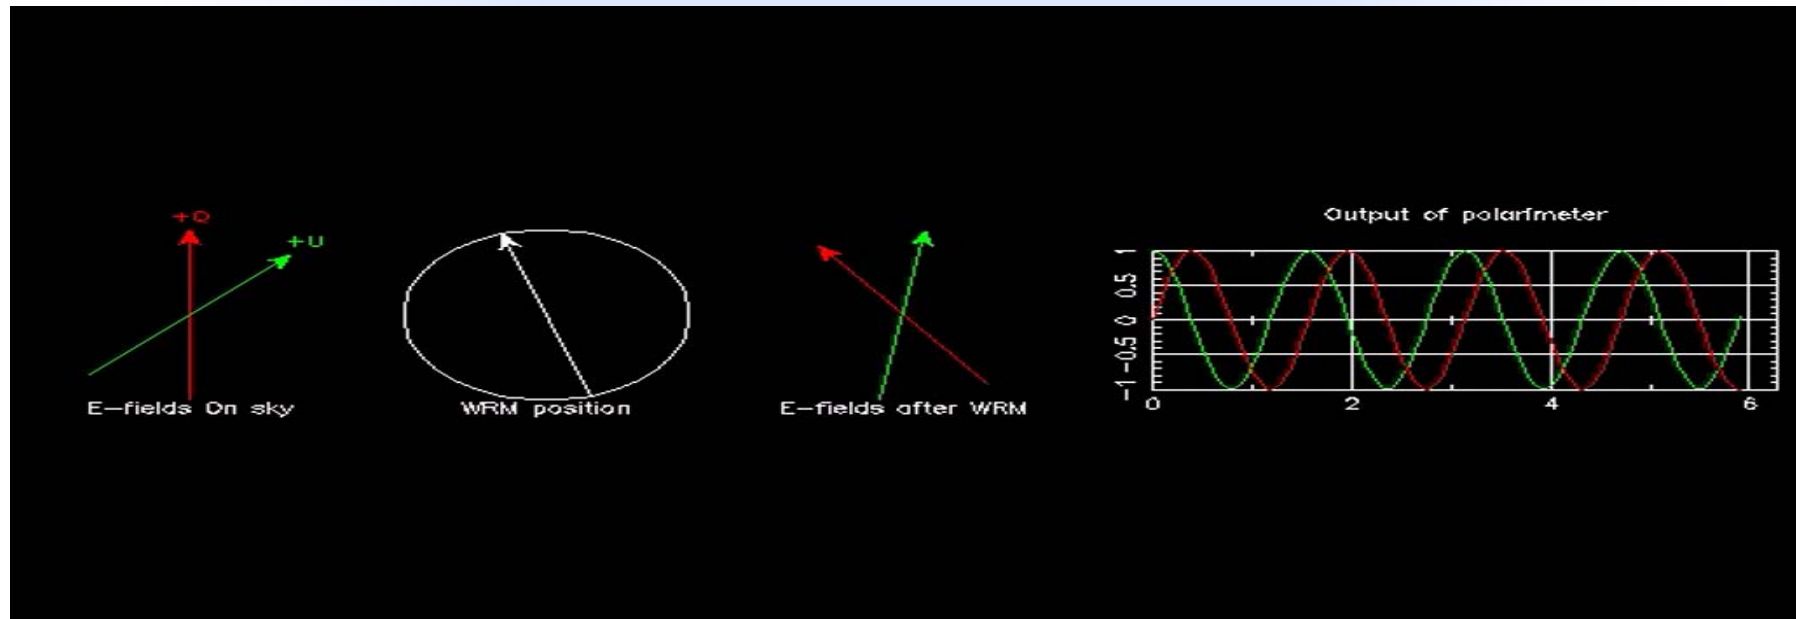 +Q
+U
E-fields On sky
WRM position
E-fields after WRM
Output of polarimeter
1
0.5
0
-0.5
-1
0 2 4 6